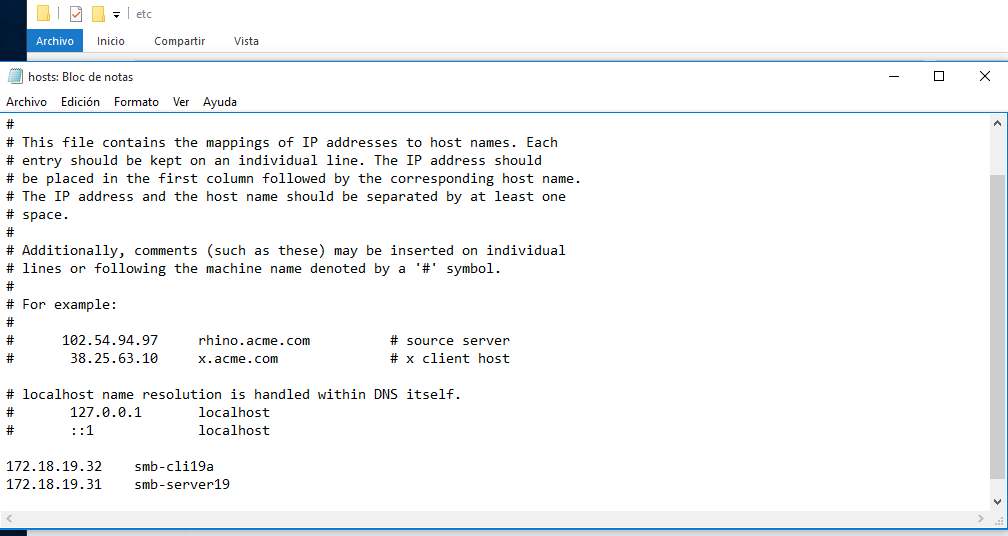 etc
Archivo Inicio Compartir Vista
hosts: Bloc de notas
Archivo Edición Formato Ver Ayuda
#
# This file contains the mappings of IP addresses to host names. Each
# entry should be kept on an individual line. The IP address should
# be placed in the first column followed by the corresponding host name.
# The IP address and the host name should be separated by at least one
# space.
#
# Additionally, comments (such as these) may be inserted on individual
# lines or following the machine name denoted by a '#' symbol.
#
# For example:
#
#      102.54.94.97     rhino.acme.com          # source server
#       38.25.63.10     x.acme.com              # x client host

# localhost name resolution is handled within DNS itself.
#       127.0.0.1       localhost
#       ::1             localhost

172.18.19.32    smb-cli19a
172.18.19.31    smb-server19